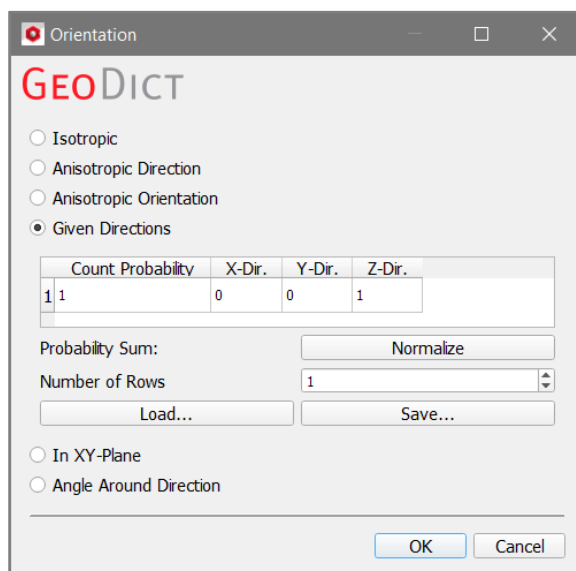 Orientation
GEODICT
Isotropic
Anisotropic Direction
Anisotropic Orientation
Given Directions
Count Probability X-Dir. Y-Dir. Z-Dir.
1 1 0 0 1
Probability Sum: Normalize
Number of Rows 1
Load... Save...
In XY-Plane
Angle Around Direction
OK Cancel